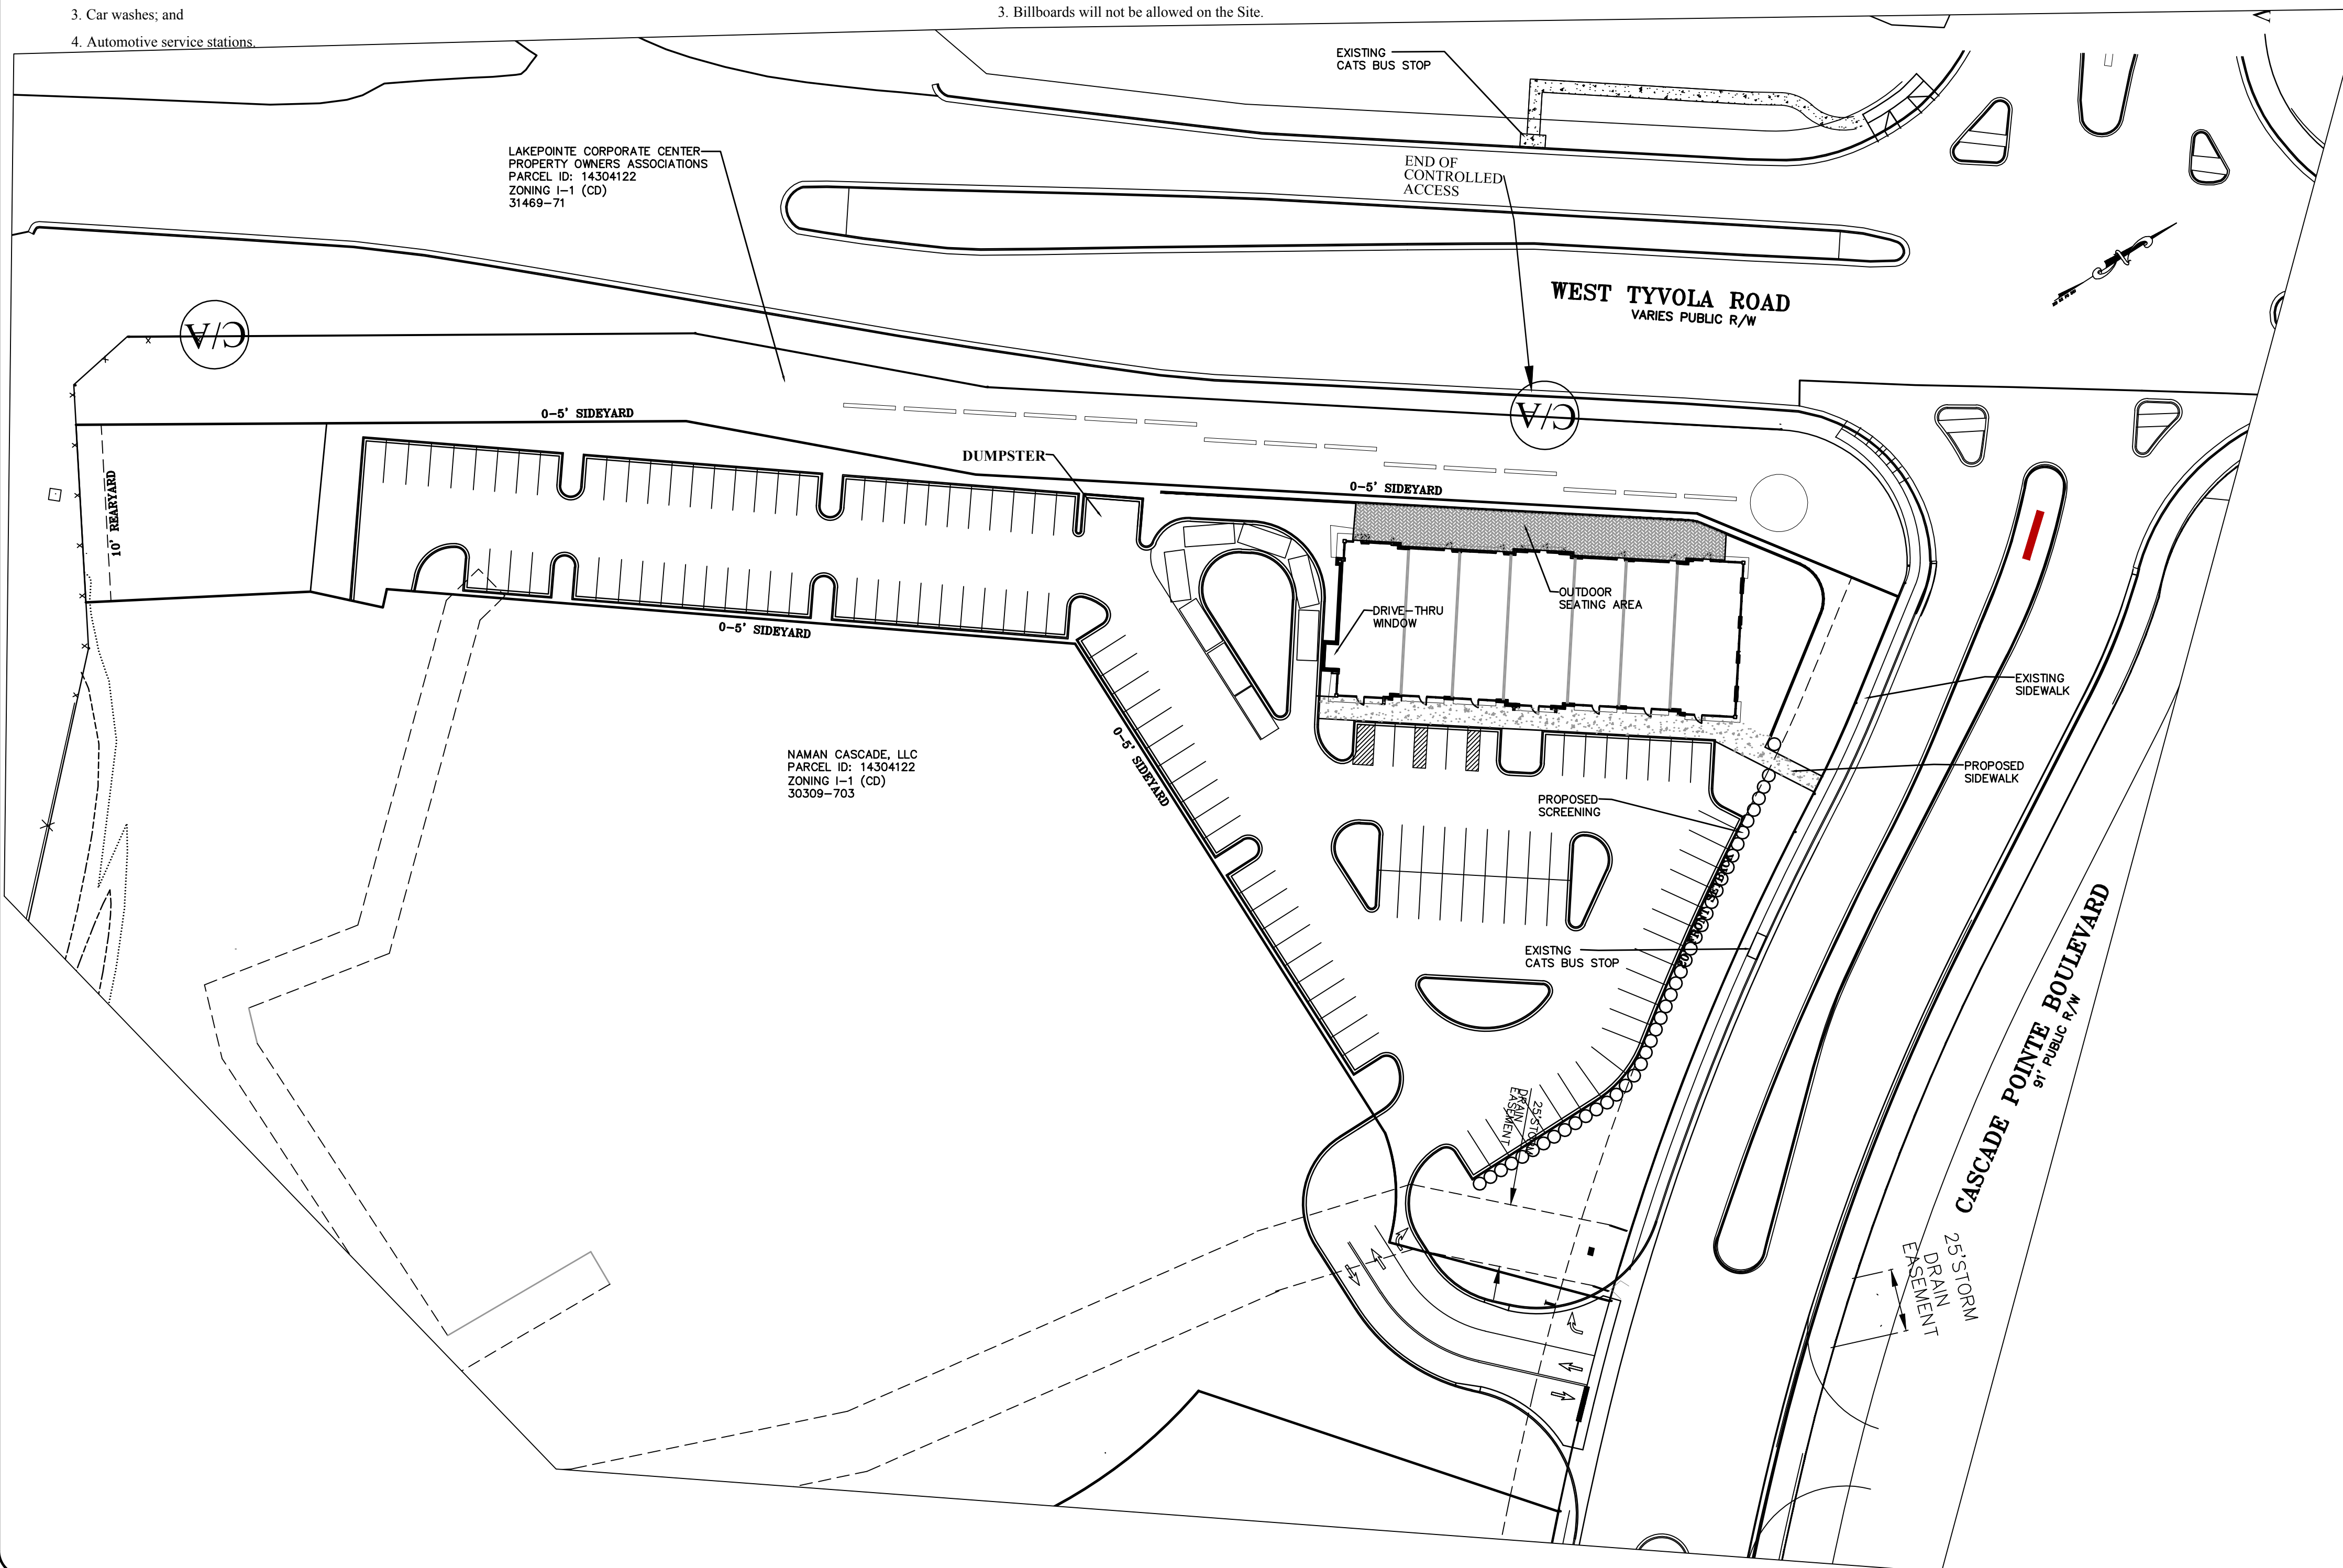 3. Car washes; and
4. Automotive service stations.
3. Billboards will not be allowed on the Site.
EXISTING
CATS BUS STOP
LAKEPOINTE CORPORATE CENTER
PROPERTY OWNERS ASSOCIATIONS
PARCEL ID: 14304122
ZONING I-1 (CD)
31469-71
END OF
CONTROLLED
ACCESS
WEST TYVOLA ROAD
VARIES PUBLIC R/W
C/A
C/A
0-5' SIDEYARD
DUMPSTER
0-5' SIDEYARD
10' REARYARD
OUTDOOR
SEATING AREA
DRIVE-THRU
WINDOW
0-5' SIDEYARD
EXISTING
SIDEWALK
0-5' SIDEYARD
NAMAN CASCADE, LLC
PARCEL ID: 14304122
ZONING I-1 (CD)
30309-703
PROPOSED
SIDEWALK
PROPOSED
SCREENING
20' FRONT SETBACK
EXISTNG
CATS BUS STOP
CASCADE POINTE BOULEVARD
91' PUBLIC R/W
25'STORM
DRAIN
EASEMENT
25'STORM
DRAIN
EASEMENT